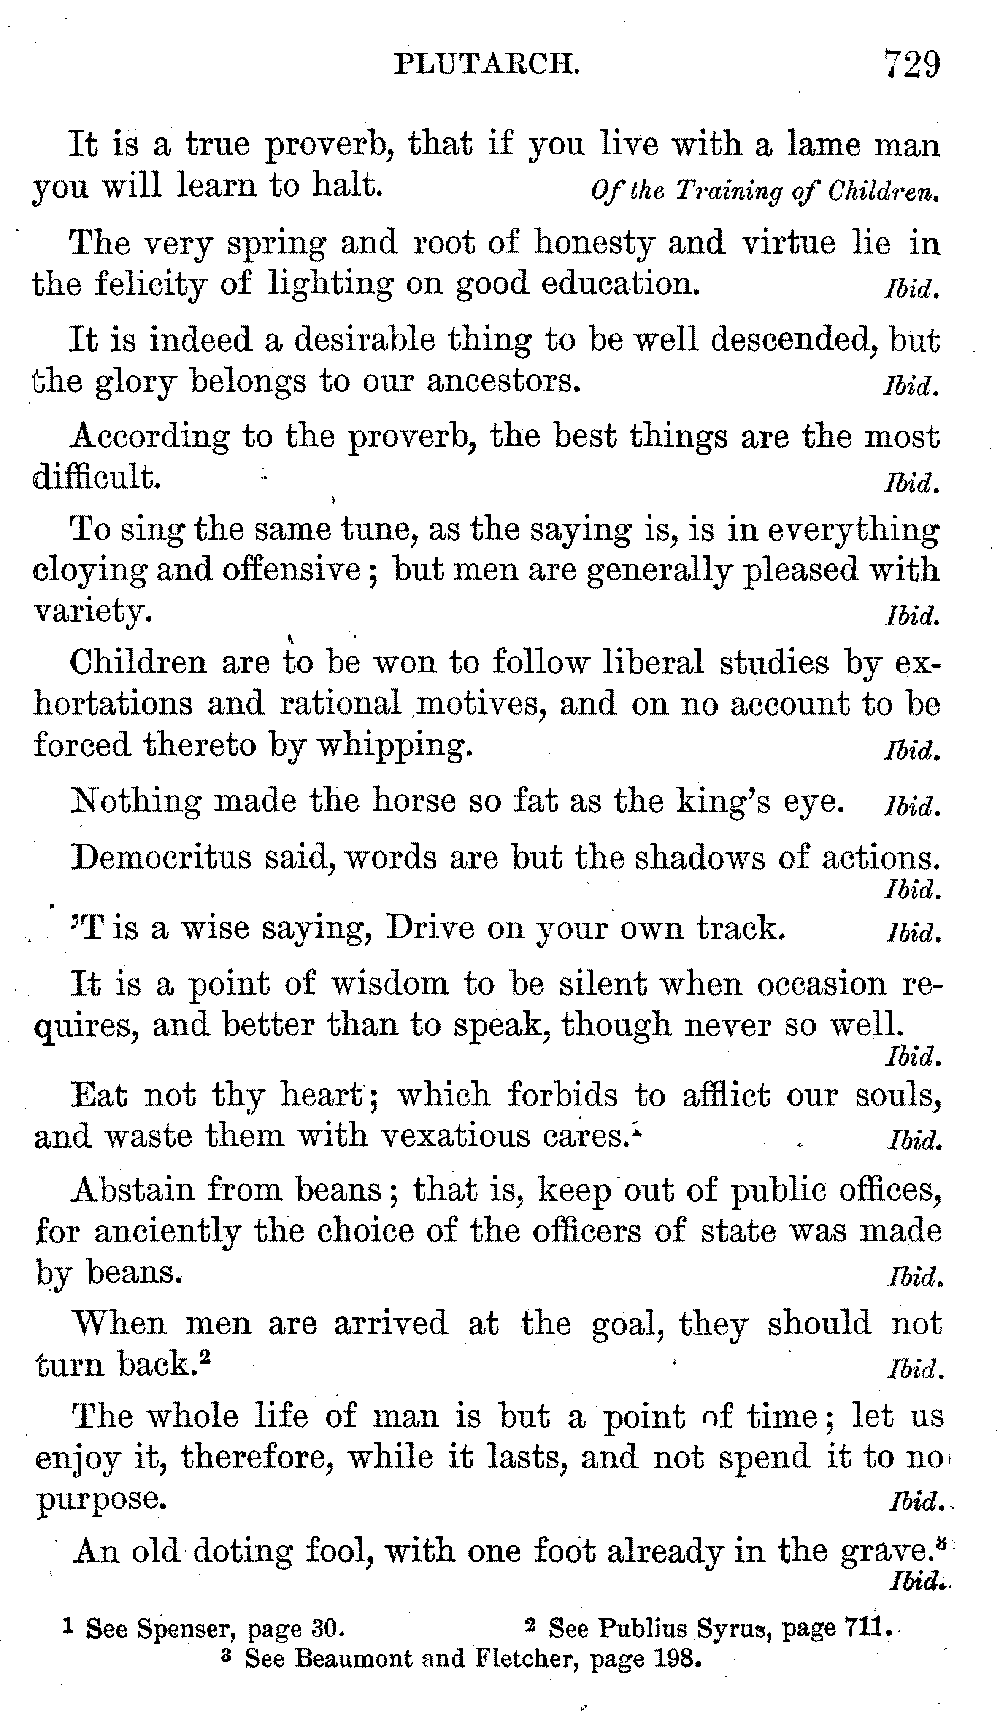 PLUTARCH. 729
It is a true proverb, that if you live with a lame man
you will learn to halt. Of the Training of Children.
The very spring and root of honesty and virtue lie in
the felicity of lighting on good education. Ibid.
It is indeed a desirable thing to be well descended, but
the glory belongs to our ancestors. Ibid.
According to the proverb, the best things are the most
difficult. Ibid.
To sing the same tune, as the saying is, is in everything
cloying and offensive; but men are generally pleased with
variety. Ibid.
Children are to be won to follow liberal studies by ex-
hortations and rational motives, and on no account to be
forced thereto by whipping. Ibid.
Nothing made the horse so fat as the king's eye. Ibid.
Democritus said, words are but the shadows of actions.
Ibid.
'T is a wise saying, Drive on your own track. Ibid.
It is a point of wisdom to be silent when occasion re-
quires, and better than to speak, though never so well.
Ibid.
Eat not thy heart; which forbids to afflict our souls,
and waste them with vexatious cares.¹ Ibid.
Abstain from beans; that is, keep out of public offices,
for anciently the choice of the officers of state was made
by beans. Ibid.
When men are arrived at the goal, they should not
turn back.² Ibid.
The whole life of man is but a point of time; let us
enjoy it, therefore, while it lasts, and not spend it to no
purpose. Ibid.
An old doting fool, with one foot already in the grave.³
Ibid.
1 See Spenser, page 30. 2 See Publius Syrus, page 711.
3 See Beaumont and Fletcher, page 198.